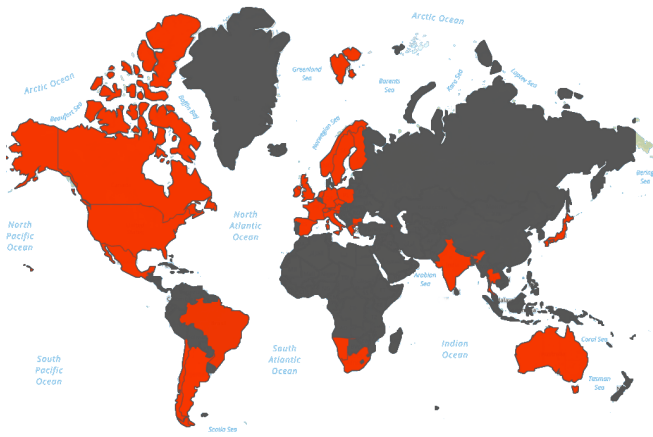 Arctic Ocean
Greenland
Sea
Barents
Sea
Kara Sea
Laptev Sea
Arctic Ocean
Beaufort Sea
Baffin Bay
Norwegian Sea
Bering
Sea
North
Pacific
Ocean
North
Atlantic
Ocean
Arabian
Sea
South
Pacific
Ocean
South
Atlantic
Ocean
Indian
Ocean
Coral Sea
Tasman
Sea
Scotia Sea